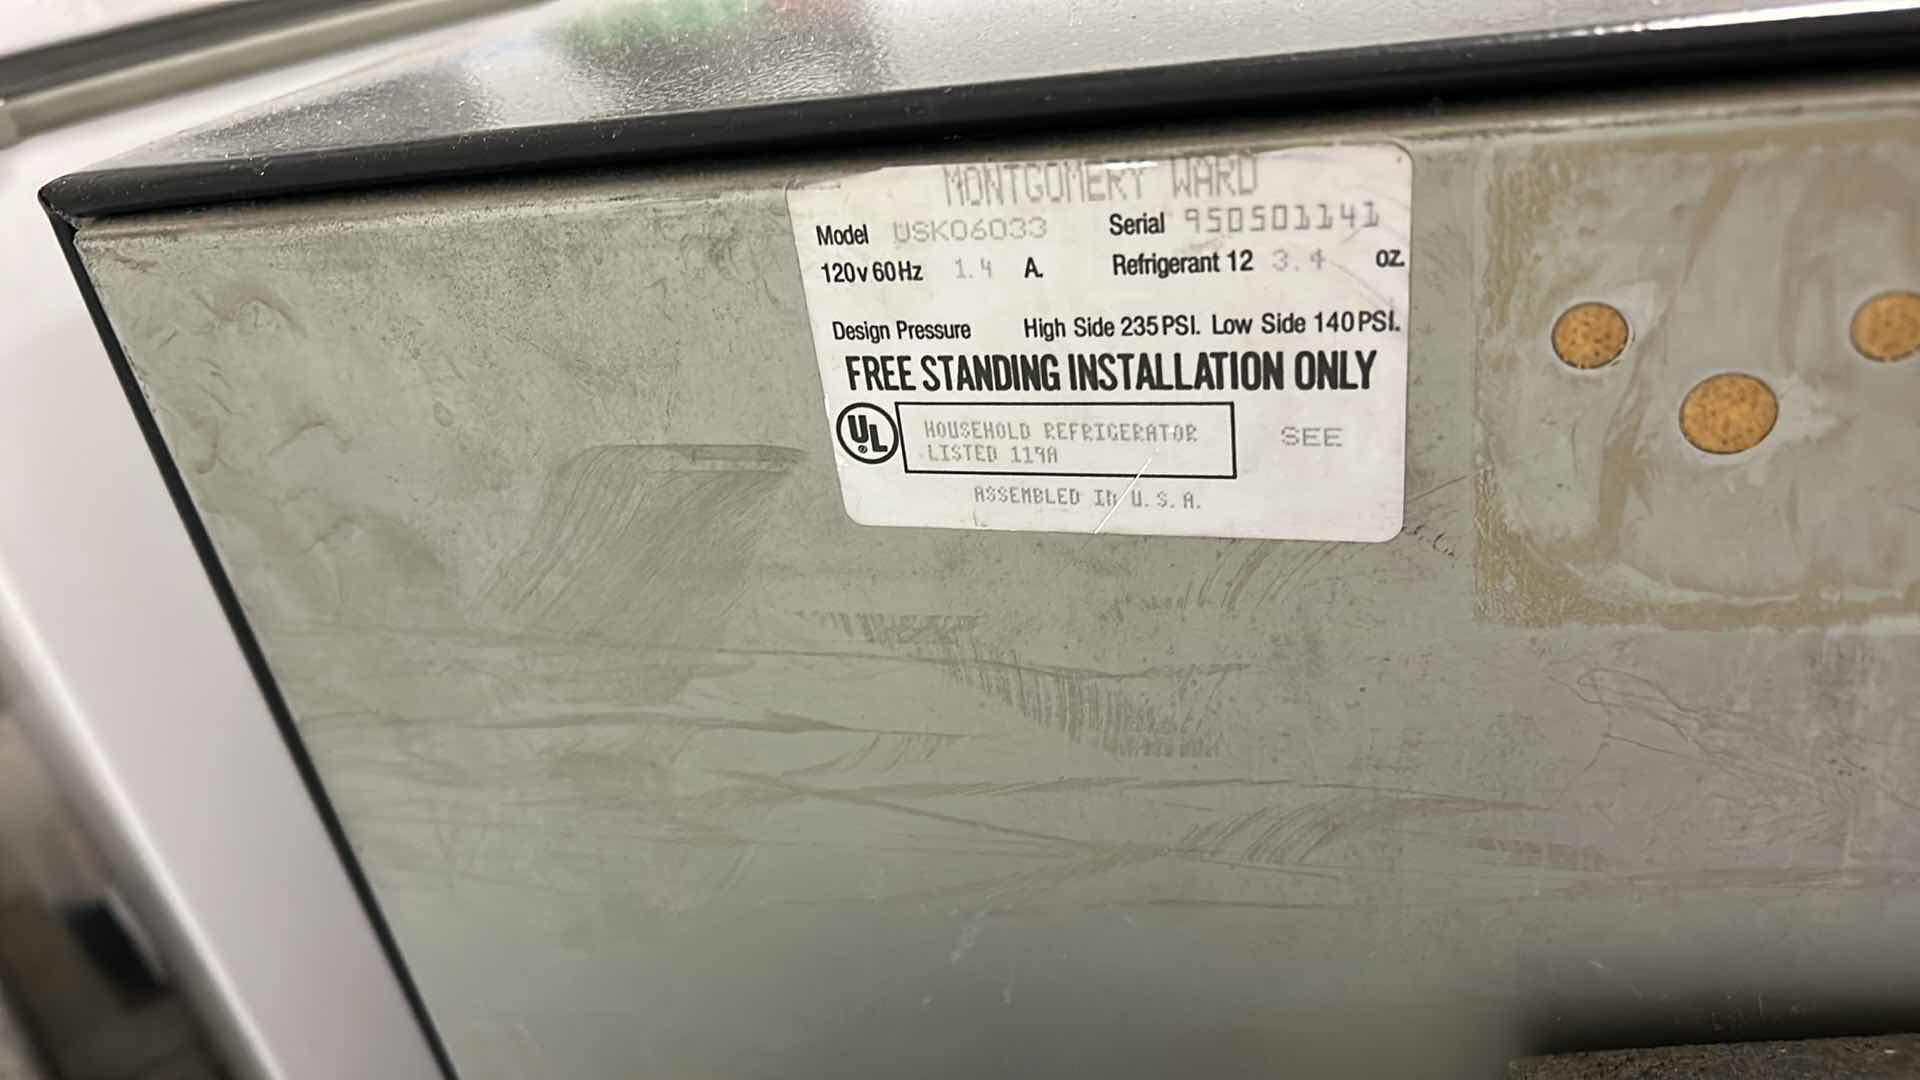 MONTGOMERY WARD
Model USK06033 Serial 950501141
120v 60Hz 1.4 A. Refrigerant 12 3.4 oz.
Design Pressure High Side 235 PSI. Low Side 140 PSI.
FREE STANDING INSTALLATION ONLY
UL HOUSEHOLD REFRIGERATOR SEE
LISTED 119A
ASSEMBLED IN U.S.A.